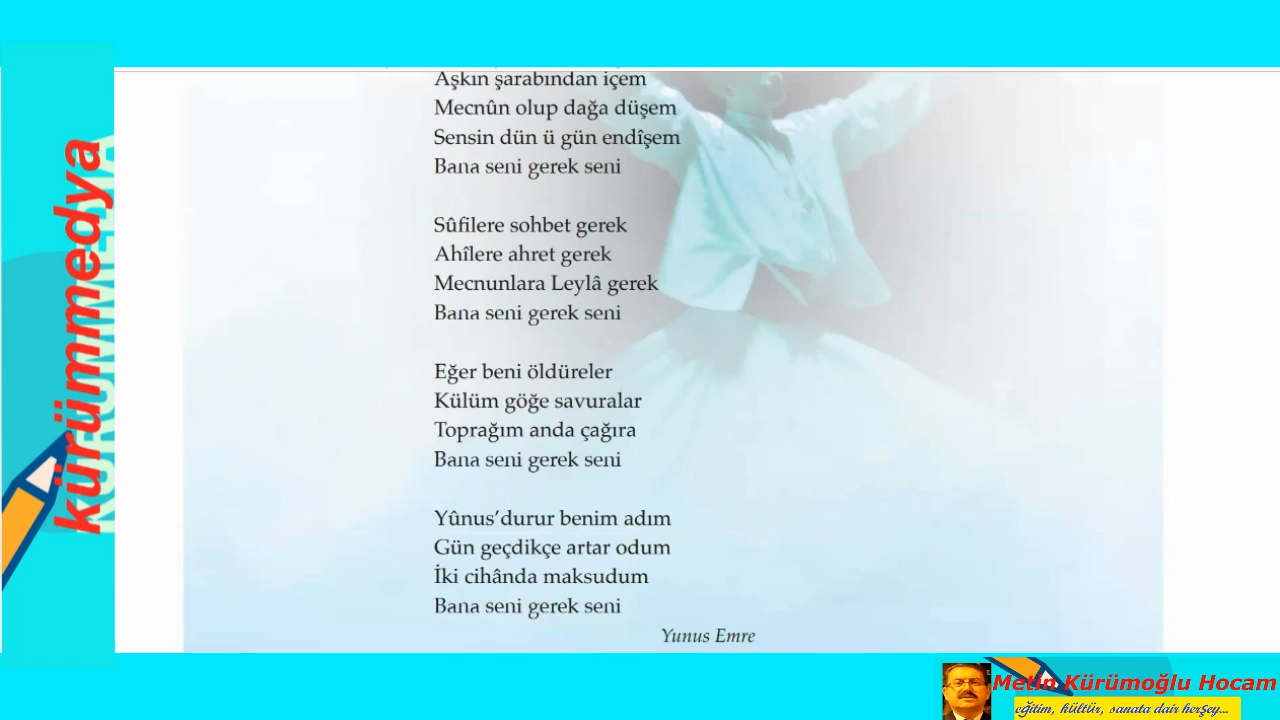 Aşkın şarabından içem
Mecnûn olup dağa düşem
Sensin dün ü gün endîşem
Bana seni gerek seni
Sûfilere sohbet gerek
Ahîlere ahret gerek
Mecnunlara Leylâ gerek
Bana seni gerek seni
Eğer beni öldüreler
Külüm göğe savuralar
Toprağım anda çağıra
Bana seni gerek seni
Yûnus'durur benim adım
Gün geçdikçe artar odum
İki cihânda maksudum
Bana seni gerek seni
Yunus Emre
kürümmedya
KÜRÜMMEDYA
Metin Kürümoğlu Hocam
eğitim, kültür, sanata dair herşey...